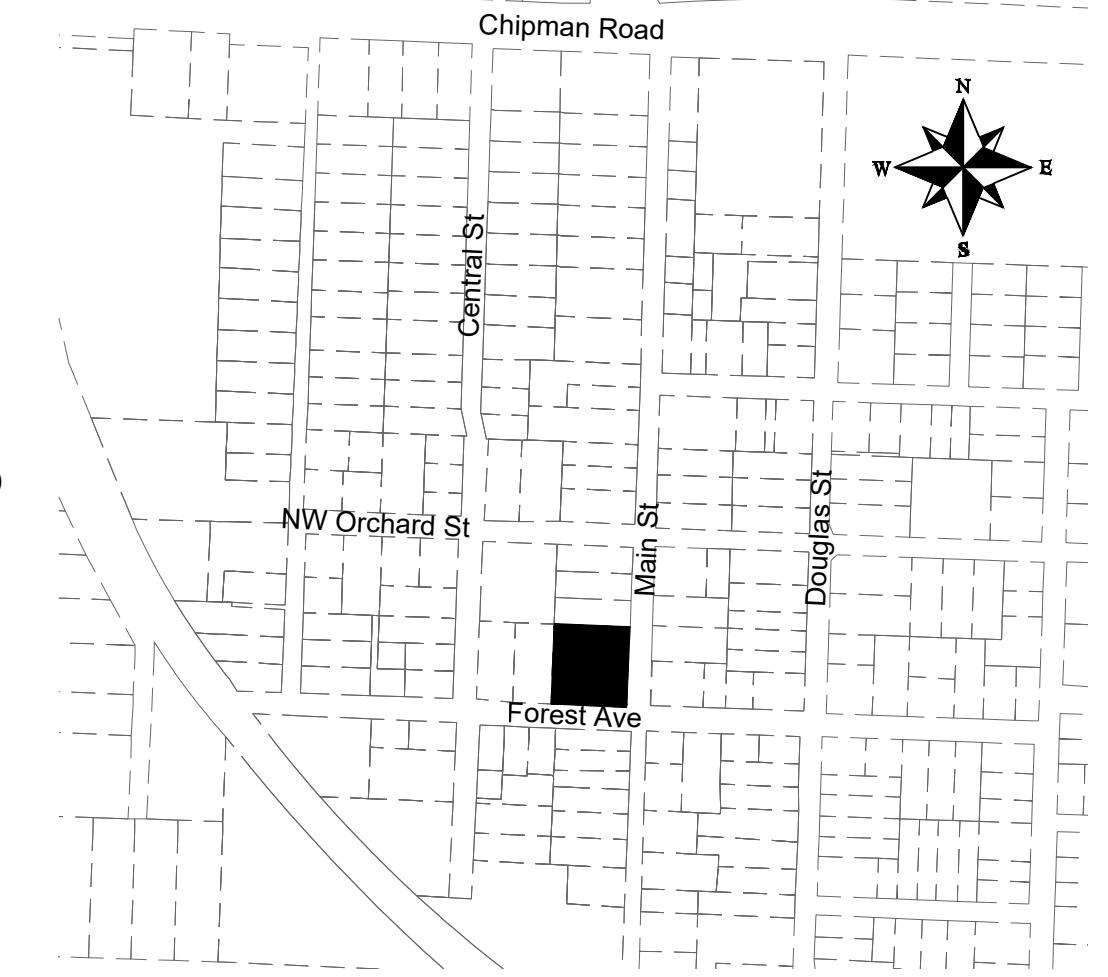 Chipman Road
N
W
E
S
Central St
NW Orchard St
Main St
Douglas St
Forest Ave